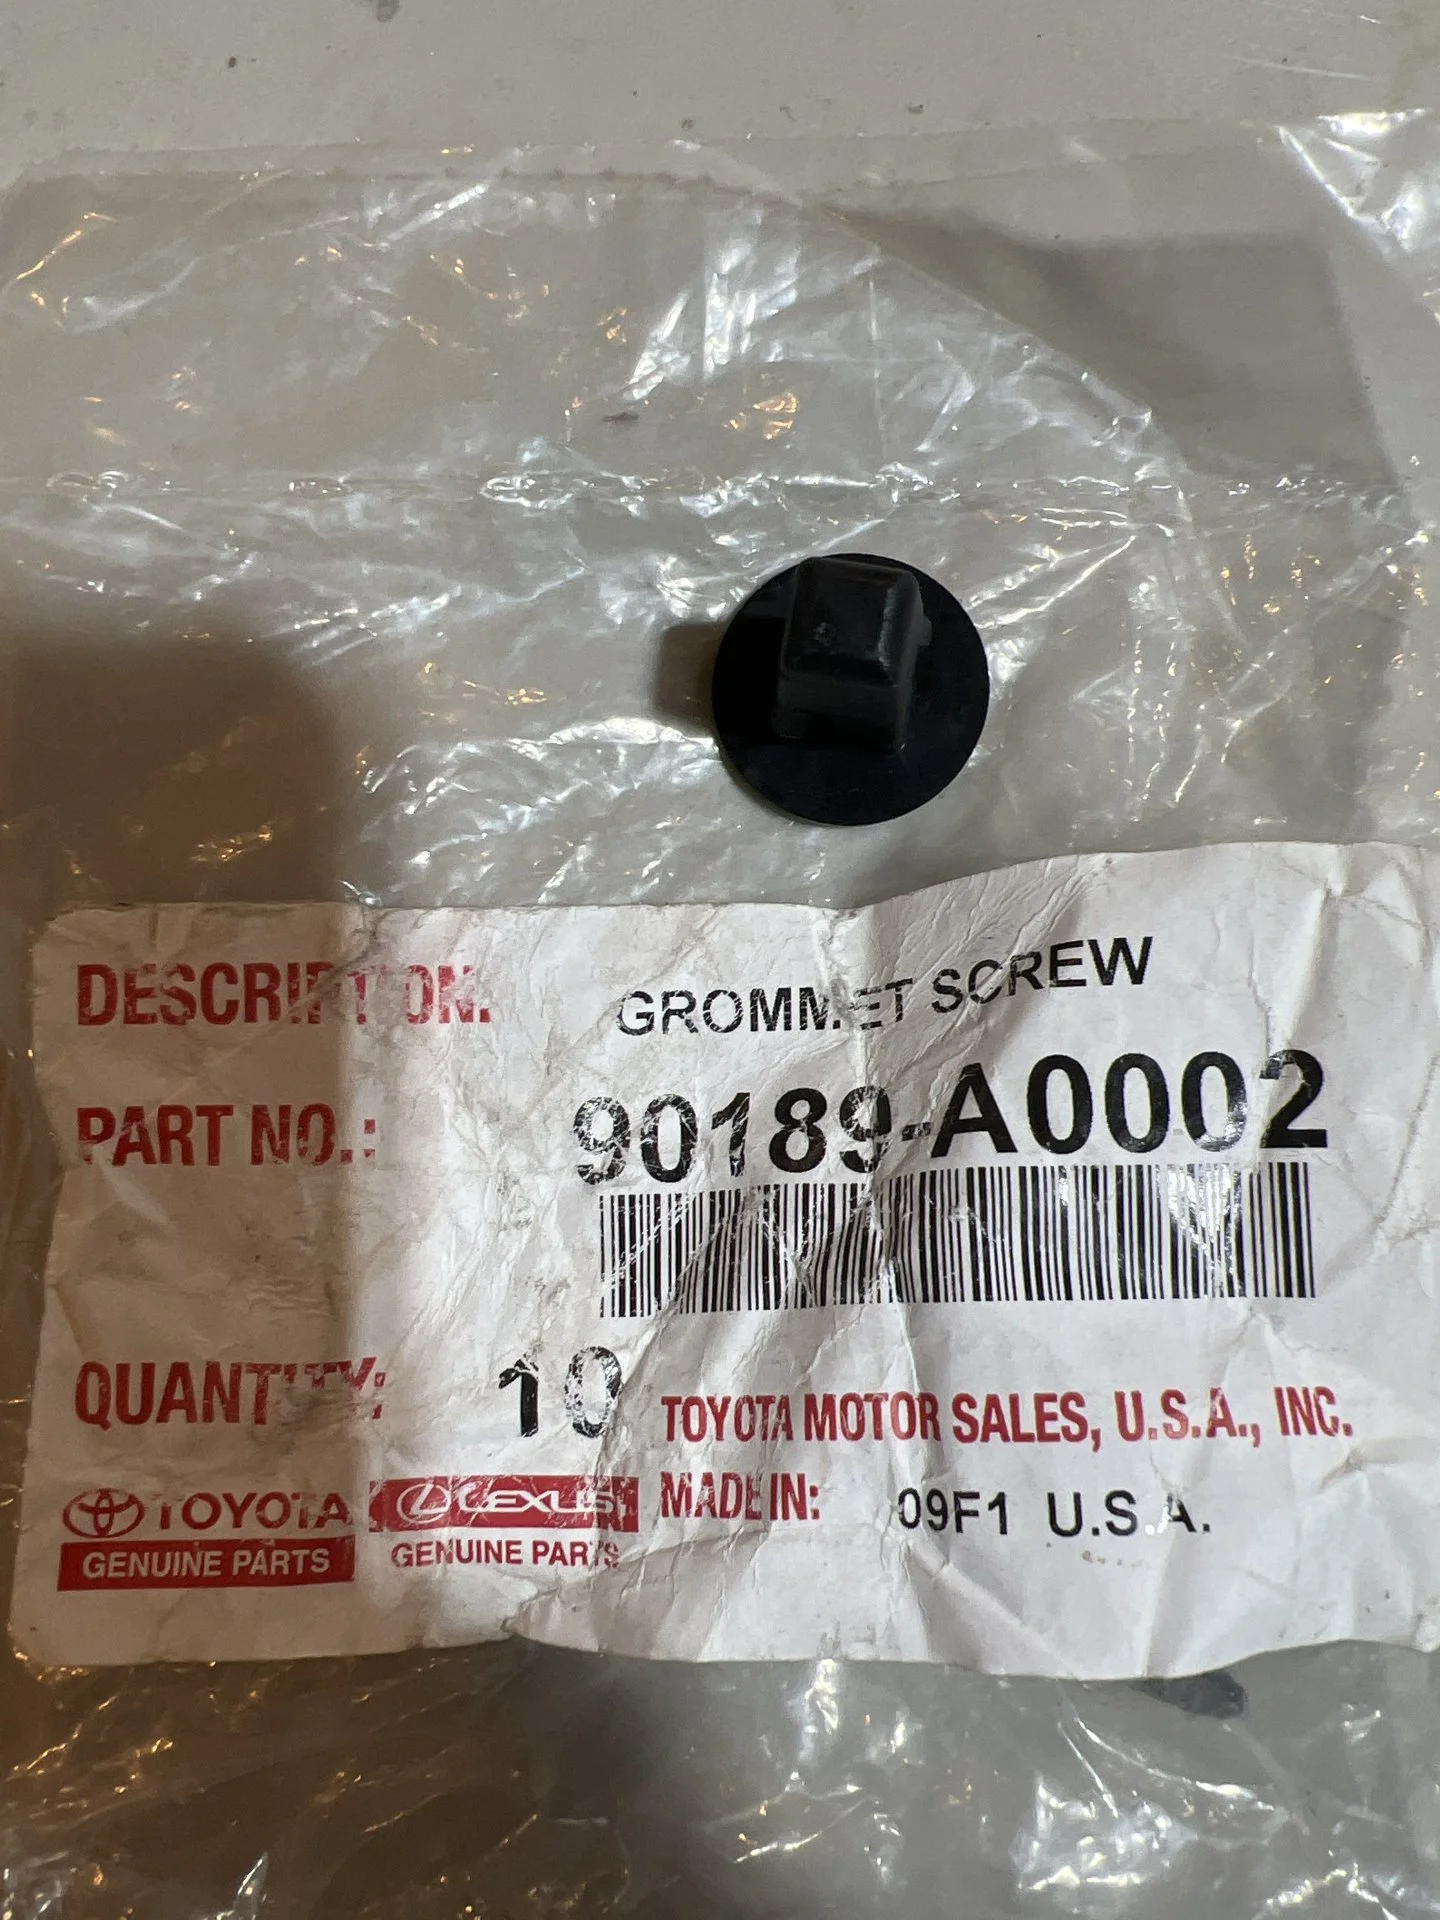 DESCRIPTION:
GROMMET SCREW
PART NO.:
90189-A0002
QUANTITY:
10
TOYOTA MOTOR SALES, U.S.A., INC.
TOYOTA
GENUINE PARTS
LEXUS
GENUINE PARTS
MADE IN:
09F1 U.S.A.